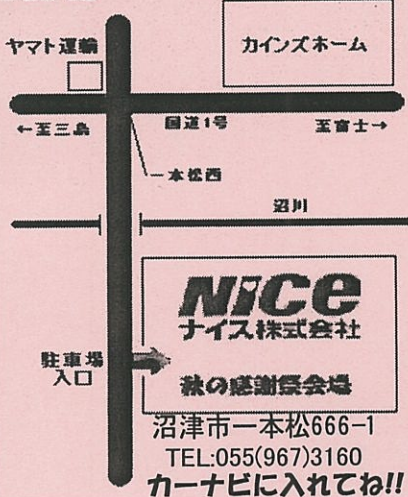 ヤマト運輸
カインズホーム
←至三島
国道1号
至富士→
一本松西
沼川
NiCe
ナイス株式会社
駐車場
入口
秋の感謝祭会場
沼津市一本松666-1
TEL:055(967)3160
カーナビに入れてね!!